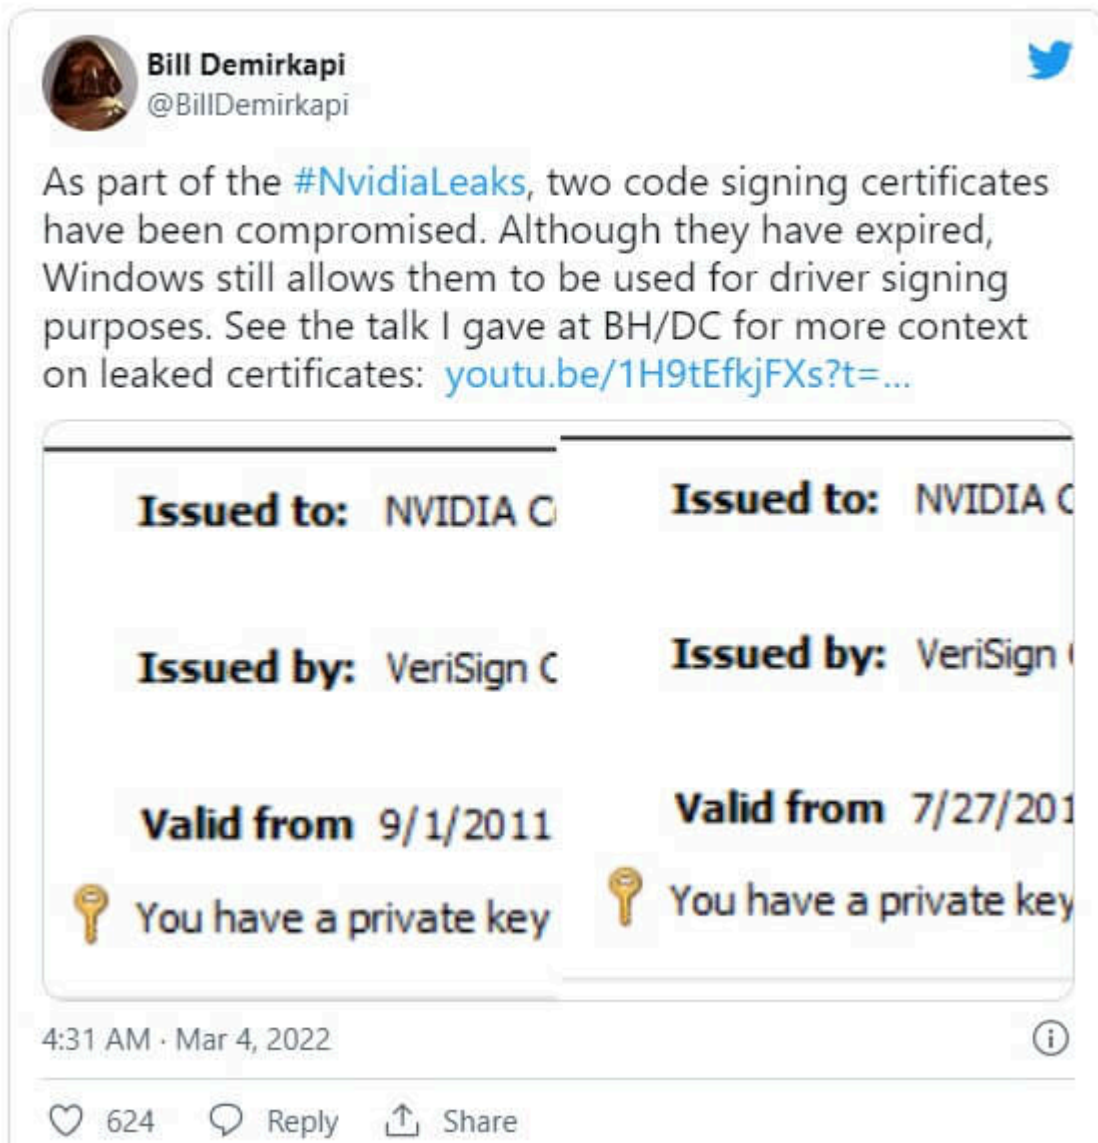 Bill Demirkapi
@BillDemirkapi
As part of the #NvidiaLeaks, two code signing certificates
have been compromised. Although they have expired,
Windows still allows them to be used for driver signing
purposes. See the talk I gave at BH/DC for more context
on leaked certificates: youtu.be/1H9tEfkjFXs?t=...
Issued to: NVIDIA C
Issued by: VeriSign C
Valid from 9/1/2011
You have a private key
Issued to: NVIDIA C
Issued by: VeriSign
Valid from 7/27/201
You have a private key
4:31 AM · Mar 4, 2022
624 Reply Share